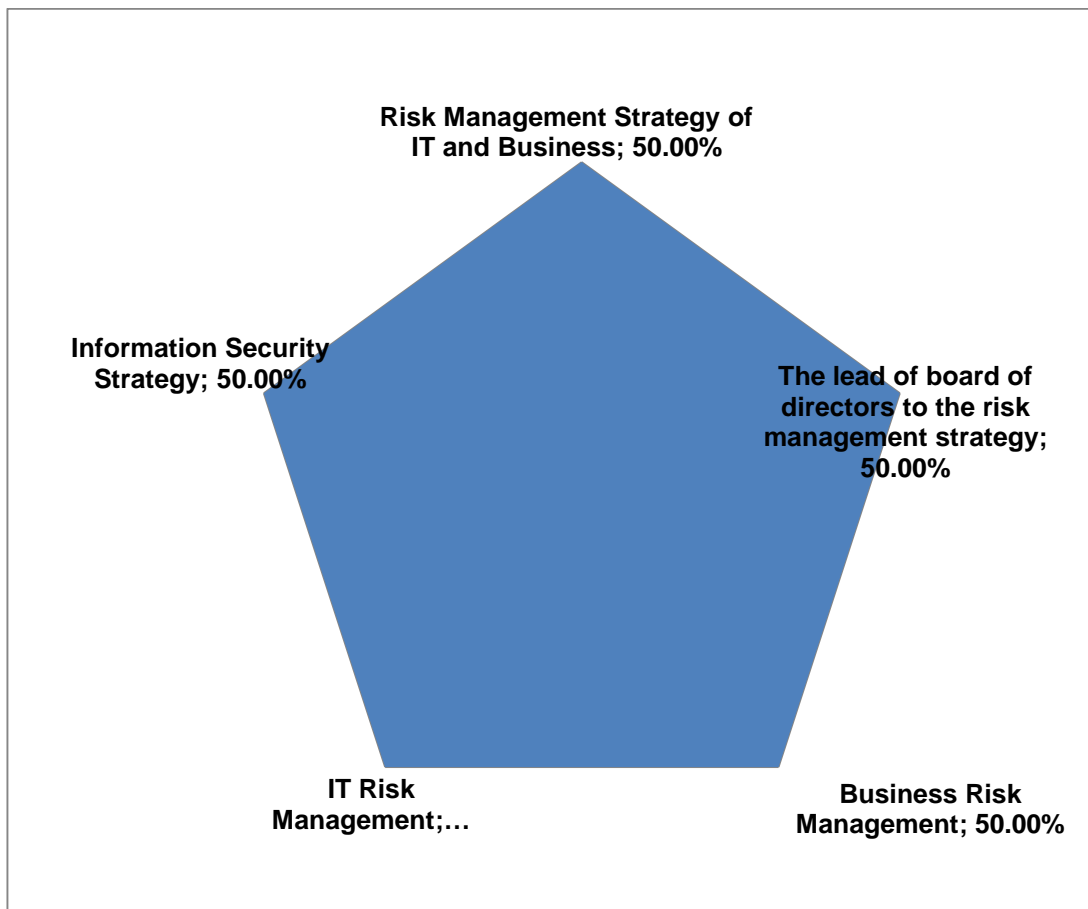 Risk Management Strategy of
IT and Business; 50.00%
Information Security
Strategy; 50.00%
The lead of board of
directors to the risk
management strategy;
50.00%
IT Risk
Management;…
Business Risk
Management; 50.00%